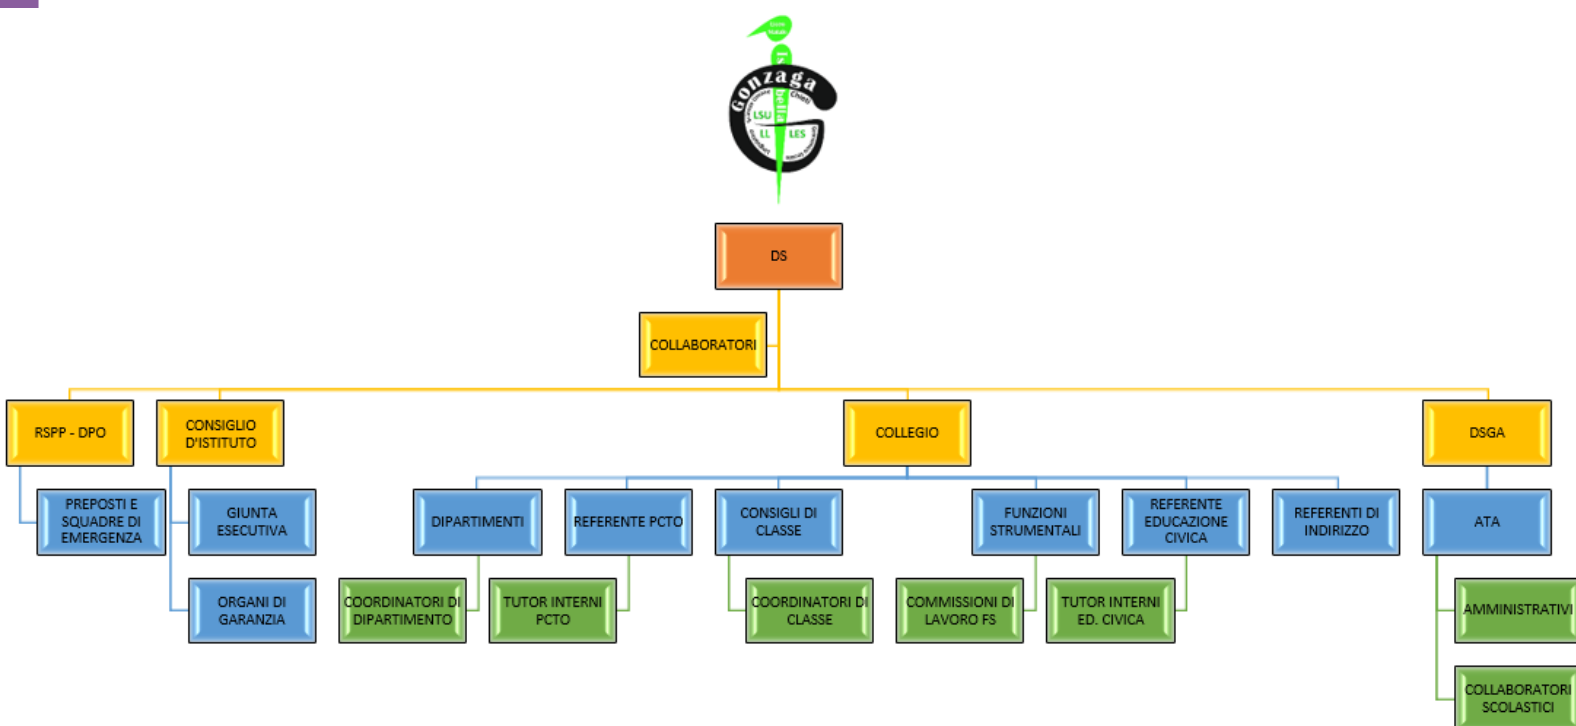 Gonzaga
Isabella
Chieti
LSU
LL
LES
DS
COLLABORATORI
RSPP - DPO
CONSIGLIO
D'ISTITUTO
COLLEGIO
DSGA
PREPOSTI E
SQUADRE DI
EMERGENZA
GIUNTA
ESECUTIVA
DIPARTIMENTI
REFERENTE PCTO
CONSIGLI DI
CLASSE
FUNZIONI
STRUMENTALI
REFERENTE
EDUCAZIONE
CIVICA
REFERENTI DI
INDIRIZZO
ATA
ORGANI DI
GARANZIA
COORDINATORI DI
DIPARTIMENTO
TUTOR INTERNI
PCTO
COORDINATORI DI
CLASSE
COMMISSIONI DI
LAVORO FS
TUTOR INTERNI
ED. CIVICA
AMMINISTRATIVI
COLLABORATORI
SCOLASTICI